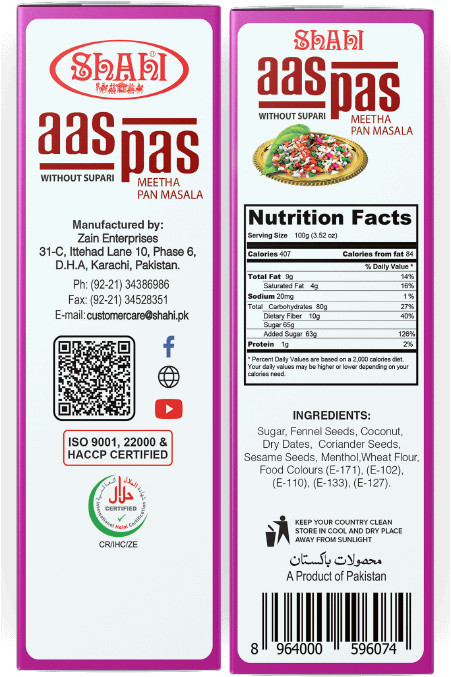 SHAHI
aas pas
WITHOUT SUPARI
MEETHA
PAN MASALA
Manufactured by:
Zain Enterprises
31-C, Ittehad Lane 10, Phase 6,
D.H.A, Karachi, Pakistan.
Ph: (92-21) 34386986
Fax: (92-21) 34528351
E-mail: customercare@shahi.pk
ISO 9001, 22000 &
HACCP CERTIFIED
حلال
CERTIFIED
International Halal Certification
CR/IHC/ZE
SHAHI
aas pas
WITHOUT SUPARI
MEETHA
PAN MASALA
Nutrition Facts
Serving Size 100g (3.52 oz)
Calories 407 Calories from fat 84
% Daily Value *
Total Fat 9g 14%
Saturated Fat 4g 16%
Sodium 20mg 1%
Total Carbohydrates 80g 27%
Dietary Fiber 10g 40%
Sugar 65g
Added Sugar 63g 126%
Protein 1g 2%
* Percent Daily Values are based on a 2,000 calories diet.
Your daily values may be higher or lower depending on your
calories need.
INGREDIENTS:
Sugar, Fennel Seeds, Coconut,
Dry Dates, Coriander Seeds,
Sesame Seeds, Menthol,Wheat Flour,
Food Colours (E-171), (E-102),
(E-110), (E-133), (E-127).
KEEP YOUR COUNTRY CLEAN
STORE IN COOL AND DRY PLACE
AWAY FROM SUNLIGHT
محصولات پاکستان
A Product of Pakistan
8 964000 596074